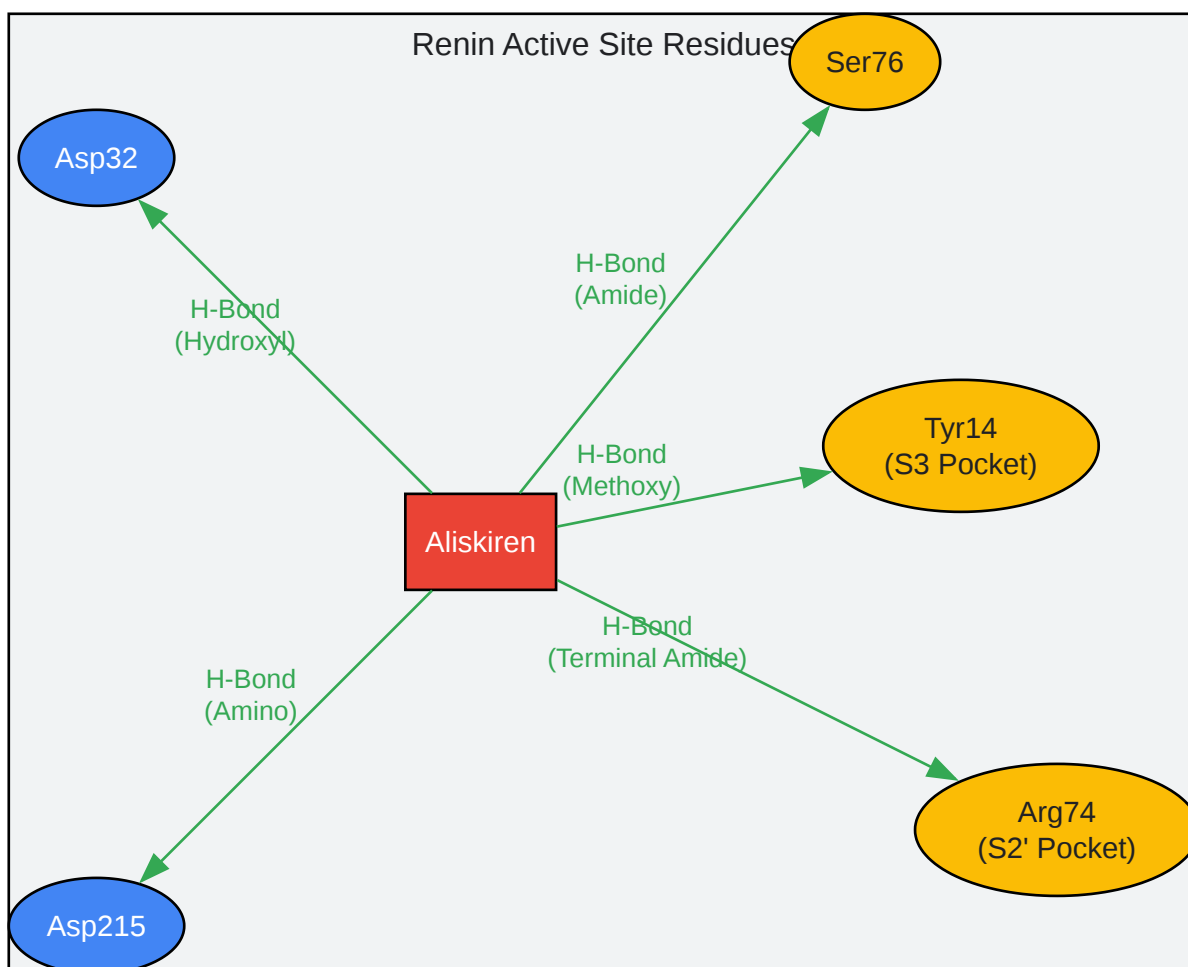 Renin Active Site Residues
Ser76
Asp32
H-Bond
(Amide)
H-Bond
(Hydroxyl)
Tyr14
(S3 Pocket)
H-Bond
(Methoxy)
Aliskiren
H-Bond
(Terminal Amide)
H-Bond
(Amino)
Arg74
(S2' Pocket)
Asp215